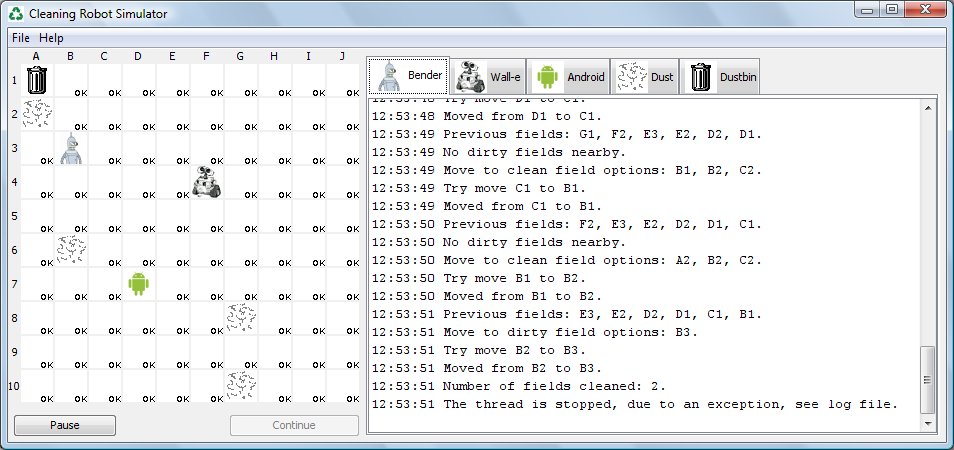 Cleaning Robot Simulator
File Help
A B C D E F G H I J
1 OK OK OK OK OK OK OK OK OK
2 OK OK OK OK OK OK OK OK OK
3 OK OK OK OK OK OK OK OK OK
4 OK OK OK OK OK OK OK OK OK
5 OK OK OK OK OK OK OK OK OK OK
6 OK OK OK OK OK OK OK OK OK
7 OK OK OK OK OK OK OK OK OK
8 OK OK OK OK OK OK OK OK OK
9 OK OK OK OK OK OK OK OK OK OK
10 OK OK OK OK OK OK OK OK OK
Pause Continue
Bender Wall-e Android Dust Dustbin
12:53:48 Try move D1 to C1.
12:53:48 Moved from D1 to C1.
12:53:49 Previous fields: G1, F2, E3, E2, D2, D1.
12:53:49 No dirty fields nearby.
12:53:49 Move to clean field options: B1, B2, C2.
12:53:49 Try move C1 to B1.
12:53:49 Moved from C1 to B1.
12:53:50 Previous fields: F2, E3, E2, D2, D1, C1.
12:53:50 No dirty fields nearby.
12:53:50 Move to clean field options: A2, B2, C2.
12:53:50 Try move B1 to B2.
12:53:50 Moved from B1 to B2.
12:53:51 Previous fields: E3, E2, D2, D1, C1, B1.
12:53:51 Move to dirty field options: B3.
12:53:51 Try move B2 to B3.
12:53:51 Moved from B2 to B3.
12:53:51 Number of fields cleaned: 2.
12:53:51 The thread is stopped, due to an exception, see log file.